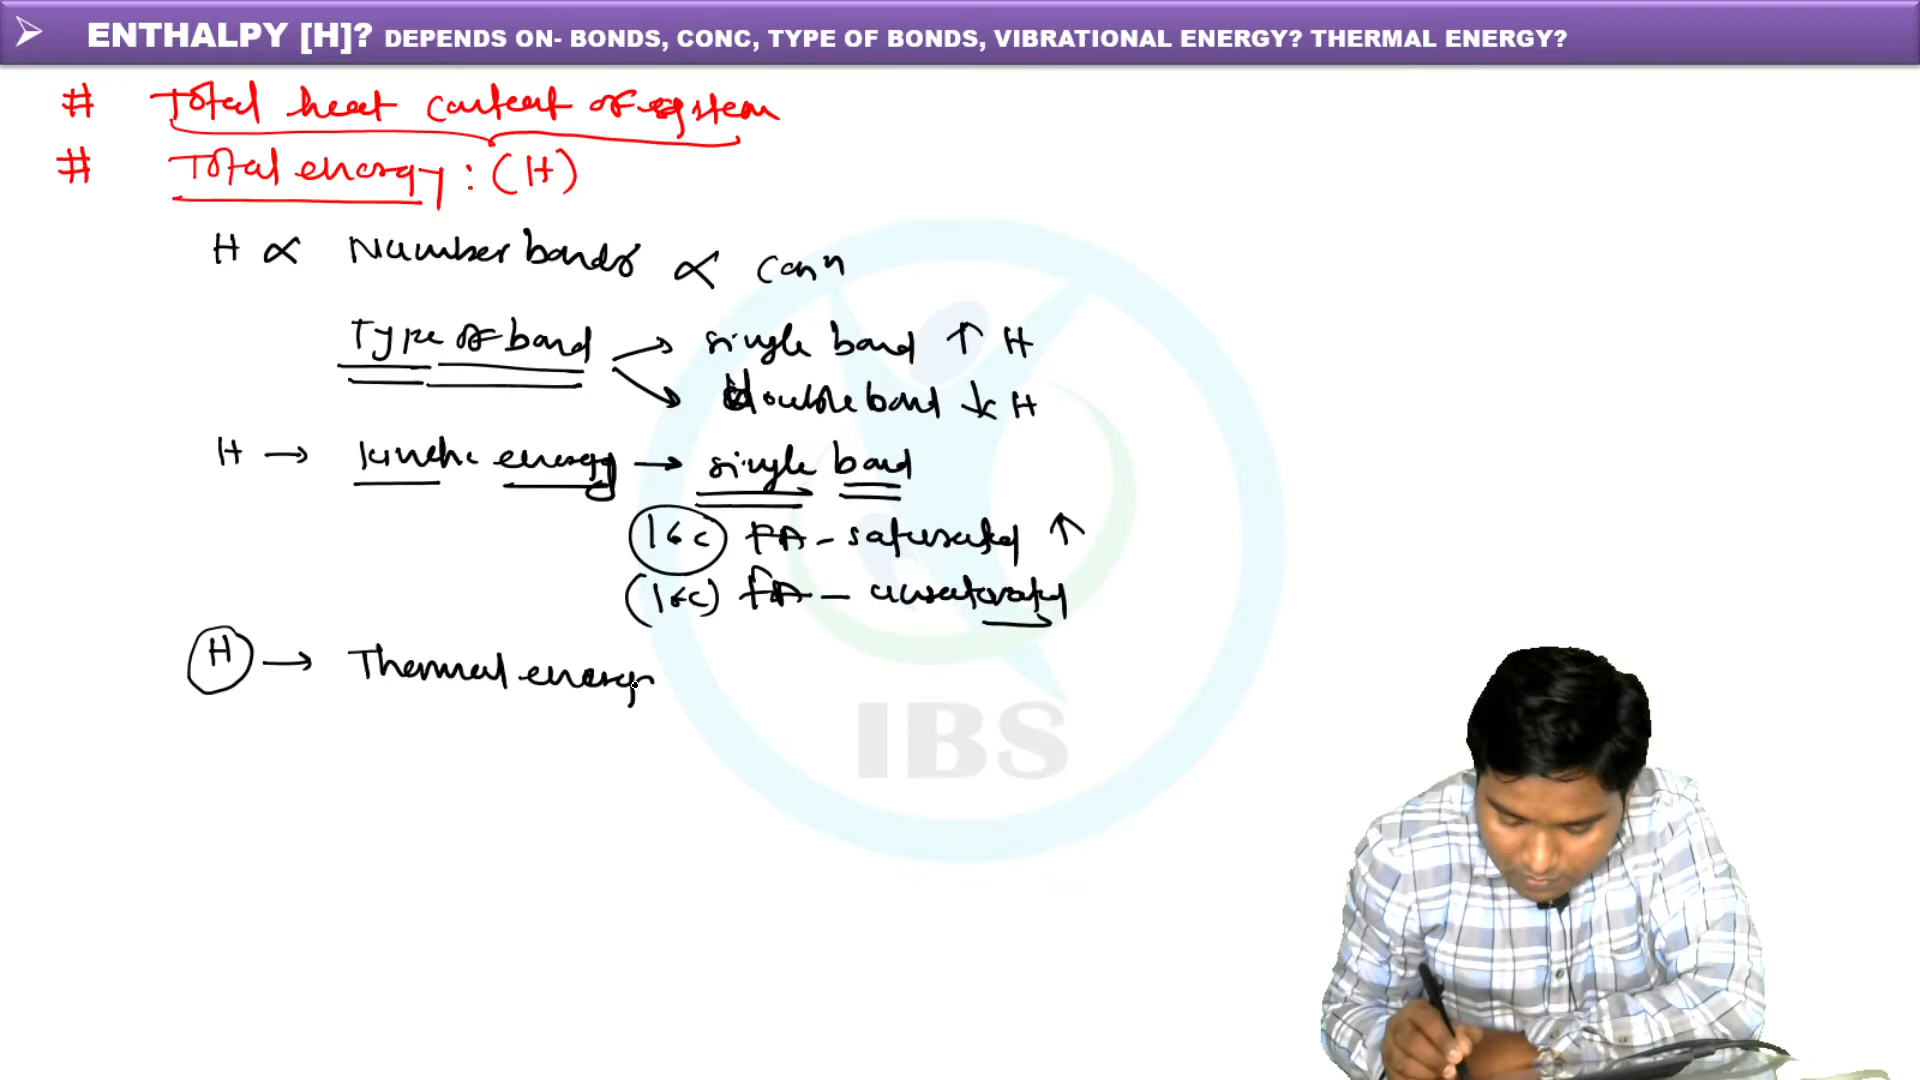 ENTHALPY [H]? DEPENDS ON- BONDS, CONC, TYPE OF BONDS, VIBRATIONAL ENERGY? THERMAL ENERGY?
# Total heat content of system
# Total energy : (H)
H ∝ Number bonds ∝ Conⁿ
Type of bond → single bond ↑ H
→ double bond ↓ H
H → kinetic energy → single bond
16c FA - saturated ↑
(16c) FA - unsaturated
H → Thermal energy
IBS